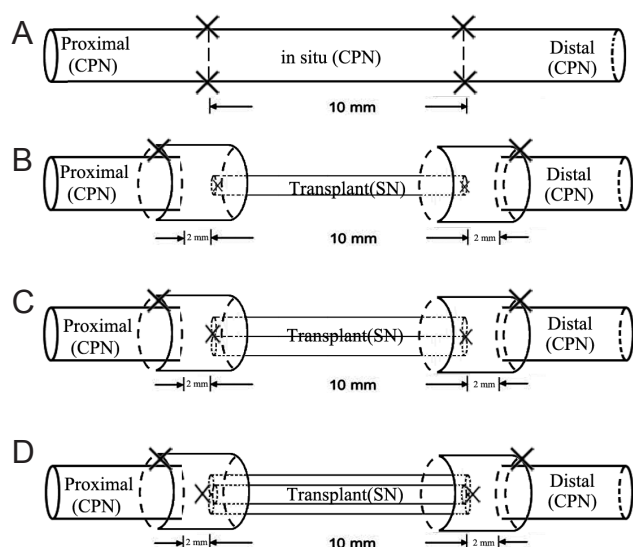 A
Proximal
(CPN)
in situ (CPN)
Distal
(CPN)
10 mm
B
Proximal
(CPN)
Transplant(SN)
Distal
(CPN)
2 mm
10 mm
2 mm
C
Proximal
(CPN)
Transplant(SN)
Distal
(CPN)
2 mm
10 mm
2 mm
D
Proximal
(CPN)
Transplant(SN)
Distal
(CPN)
2 mm
10 mm
2 mm